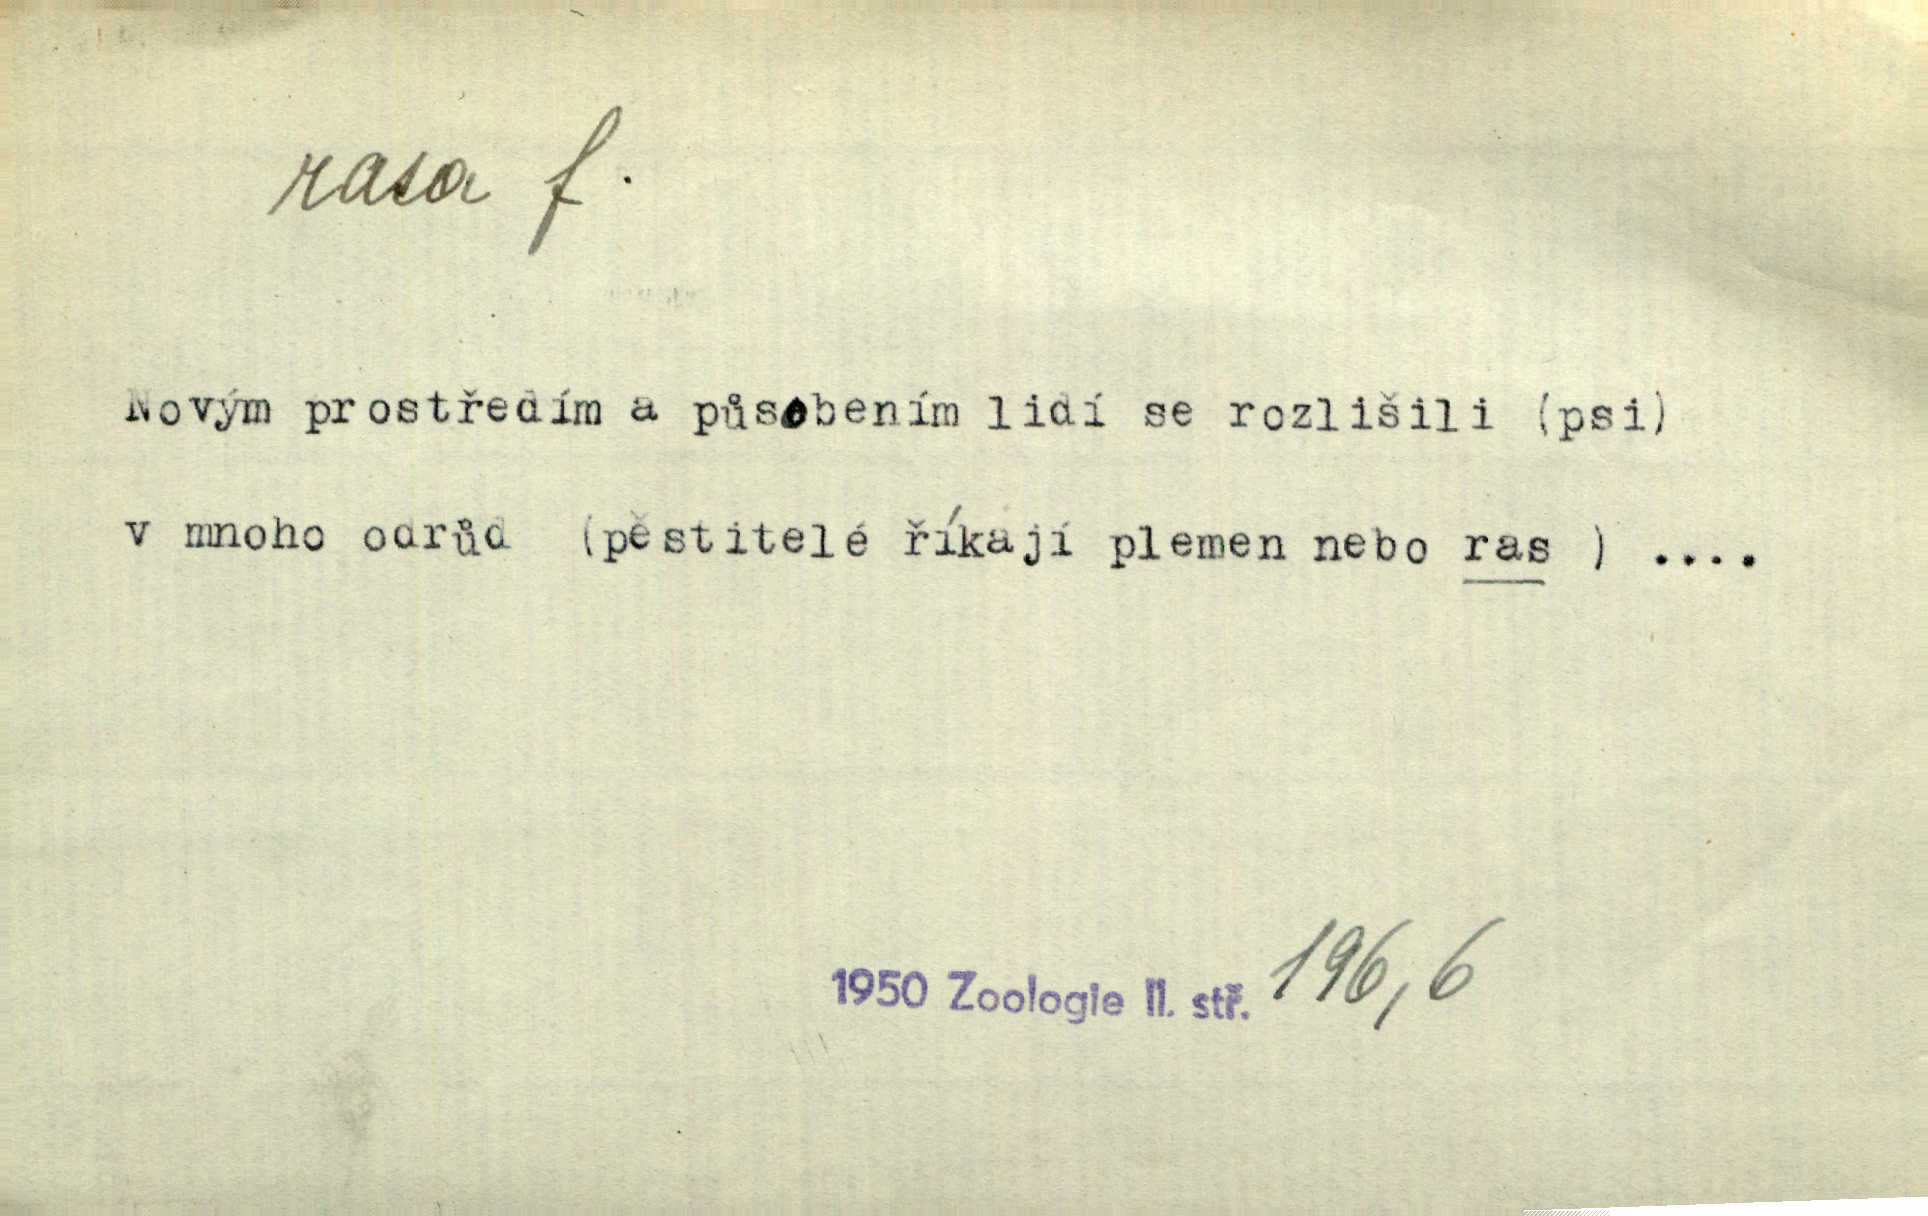 rasa f.
Novým prostředím a působením lidí se rozlišili (psi)
v mnoho odrůd (pěstitelé říkají plemen nebo ras ) ....
1950 Zoologie II. stř. 196,6